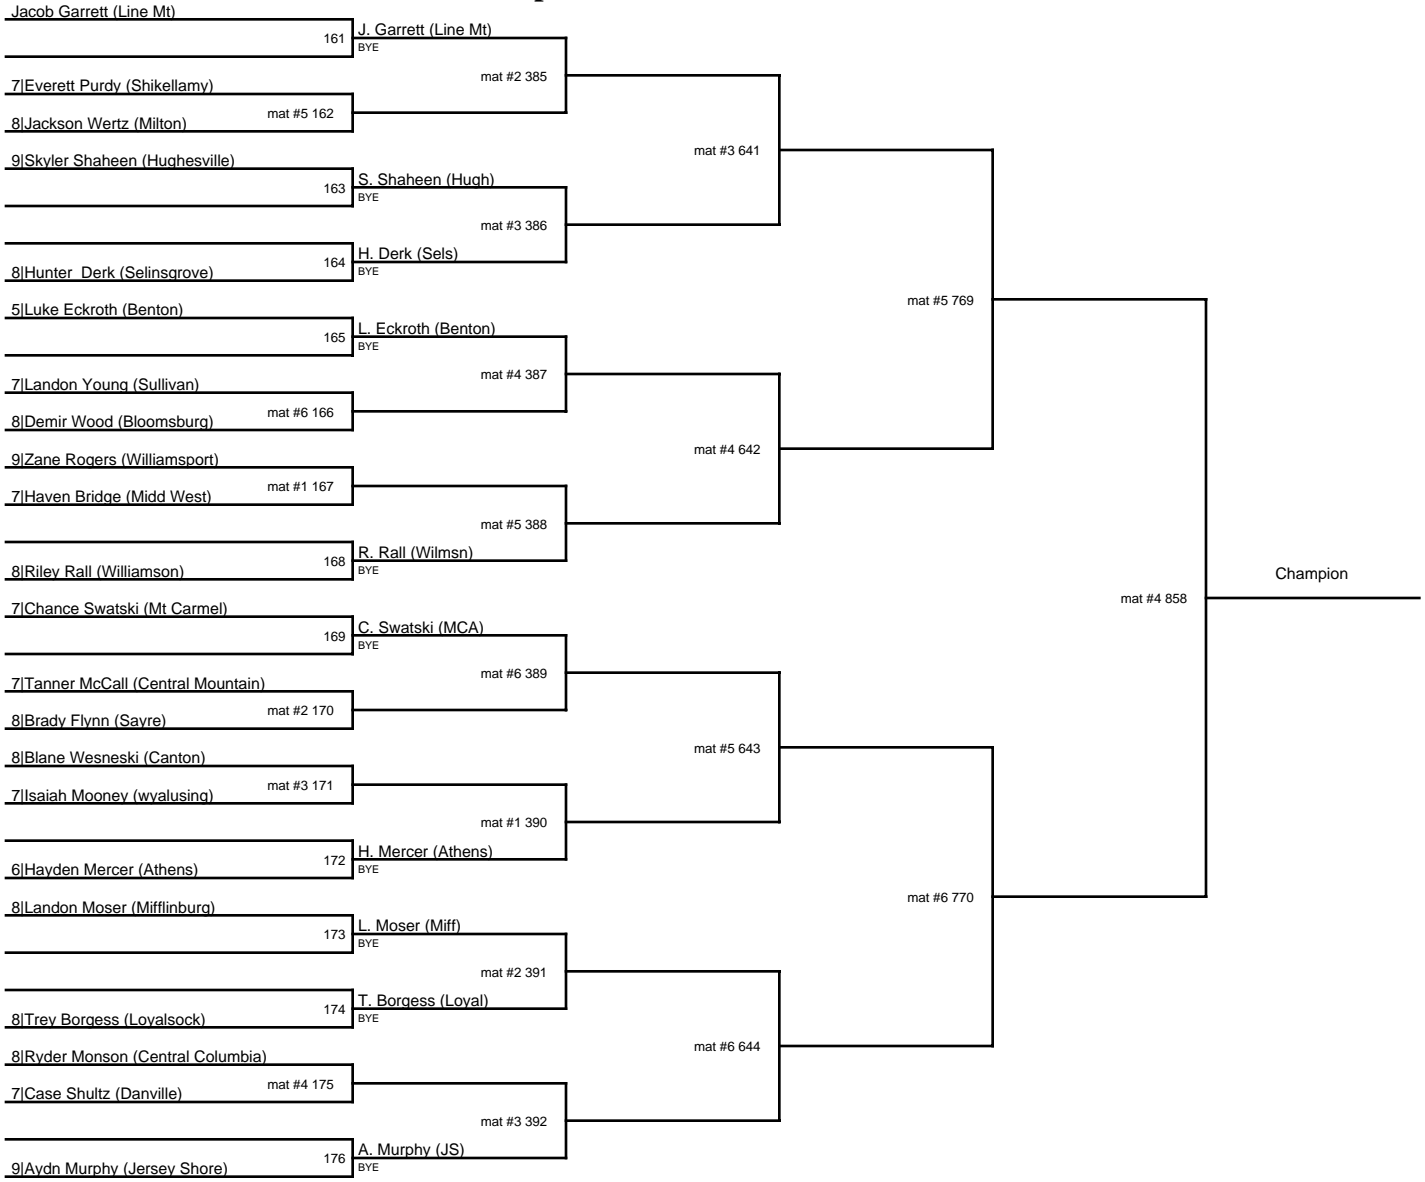 Jacob Garrett (Line Mt)
161
J. Garrett (Line Mt)
BYE
mat #2 385
7|Everett Purdy (Shikellamy)
mat #5 162
8|Jackson Wertz (Milton)
mat #3 641
9|Skyler Shaheen (Hughesville)
163
S. Shaheen (Hugh)
BYE
mat #3 386
164
H. Derk (Sels)
BYE
8|Hunter  Derk (Selinsgrove)
mat #5 769
5|Luke Eckroth (Benton)
165
L. Eckroth (Benton)
BYE
mat #4 387
7|Landon Young (Sullivan)
mat #6 166
8|Demir Wood (Bloomsburg)
mat #4 642
9|Zane Rogers (Williamsport)
mat #1 167
7|Haven Bridge (Midd West)
mat #5 388
168
R. Rall (Wilmsn)
BYE
8|Riley Rall (Williamson)
Champion
mat #4 858
7|Chance Swatski (Mt Carmel)
169
C. Swatski (MCA)
BYE
mat #6 389
7|Tanner McCall (Central Mountain)
mat #2 170
8|Brady Flynn (Sayre)
mat #5 643
8|Blane Wesneski (Canton)
mat #3 171
7|Isaiah Mooney (wyalusing)
mat #1 390
172
H. Mercer (Athens)
BYE
6|Hayden Mercer (Athens)
mat #6 770
8|Landon Moser (Mifflinburg)
173
L. Moser (Miff)
BYE
mat #2 391
174
T. Borgess (Loyal)
BYE
8|Trey Borgess (Loyalsock)
mat #6 644
8|Ryder Monson (Central Columbia)
mat #4 175
7|Case Shultz (Danville)
mat #3 392
176
A. Murphy (JS)
BYE
9|Aydn Murphy (Jersey Shore)